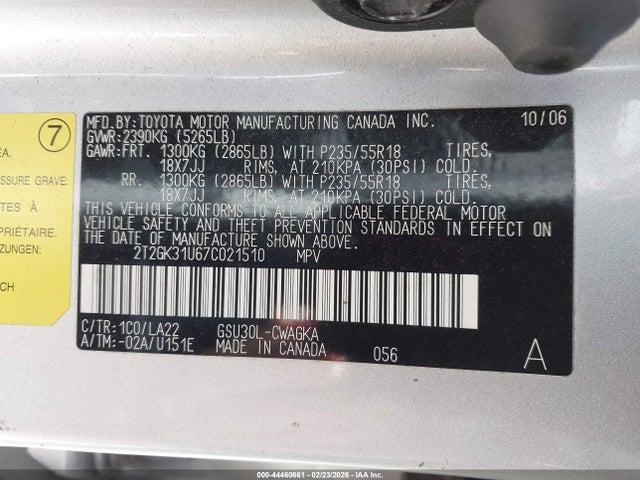 7
EA.
ESSURE GRAVE:
TES À
PRIÉTAIRE.
ZUNGEN:
CH
MFD.BY:TOYOTA MOTOR MANUFACTURING CANADA INC. 10/06
GVWR:2390KG (5265LB)
GAWR:FRT. 1300KG (2865LB) WITH P235/55R18 TIRES,
18X7JJ RIMS, AT 210KPA (30PSI) COLD.
RR. 1300KG (2865LB) WITH P235/55R18 TIRES,
18X7JJ RIMS, AT 210KPA (30PSI) COLD.
THIS VEHICLE CONFORMS TO ALL APPLICABLE FEDERAL MOTOR
VEHICLE SAFETY AND THEFT PREVENTION STANDARDS IN EFFECT ON
THE DATE OF MANUFACTURE SHOWN ABOVE.
2T2GK31U67C021510 MPV
C/TR:1C0/LA22 GSU30L-CWAGKA
A/TM:-02A/U151E MADE IN CANADA 056 A
000-44460661 - 02/23/2026 - IAA Inc.